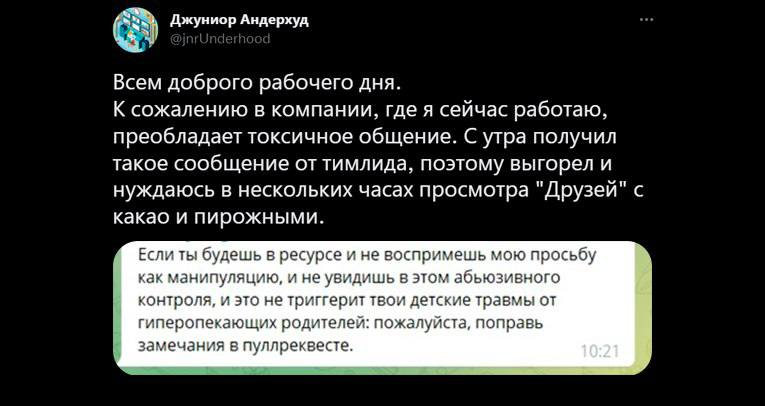 Джуниор Андерхуд
@jnrUnderhood
Всем доброго рабочего дня.
К сожалению в компании, где я сейчас работаю,
преобладает токсичное общение. С утра получил
такое сообщение от тимлида, поэтому выгорел и
нуждаюсь в нескольких часах просмотра "Друзей" с
какао и пирожными.
Если ты будешь в ресурсе и не воспримешь мою просьбу
как манипуляцию, и не увидишь в этом абьюзивного
контроля, и это не триггерит твои детские травмы от
гиперопекающих родителей: пожалуйста, поправь
замечания в пуллреквесте.
10:21